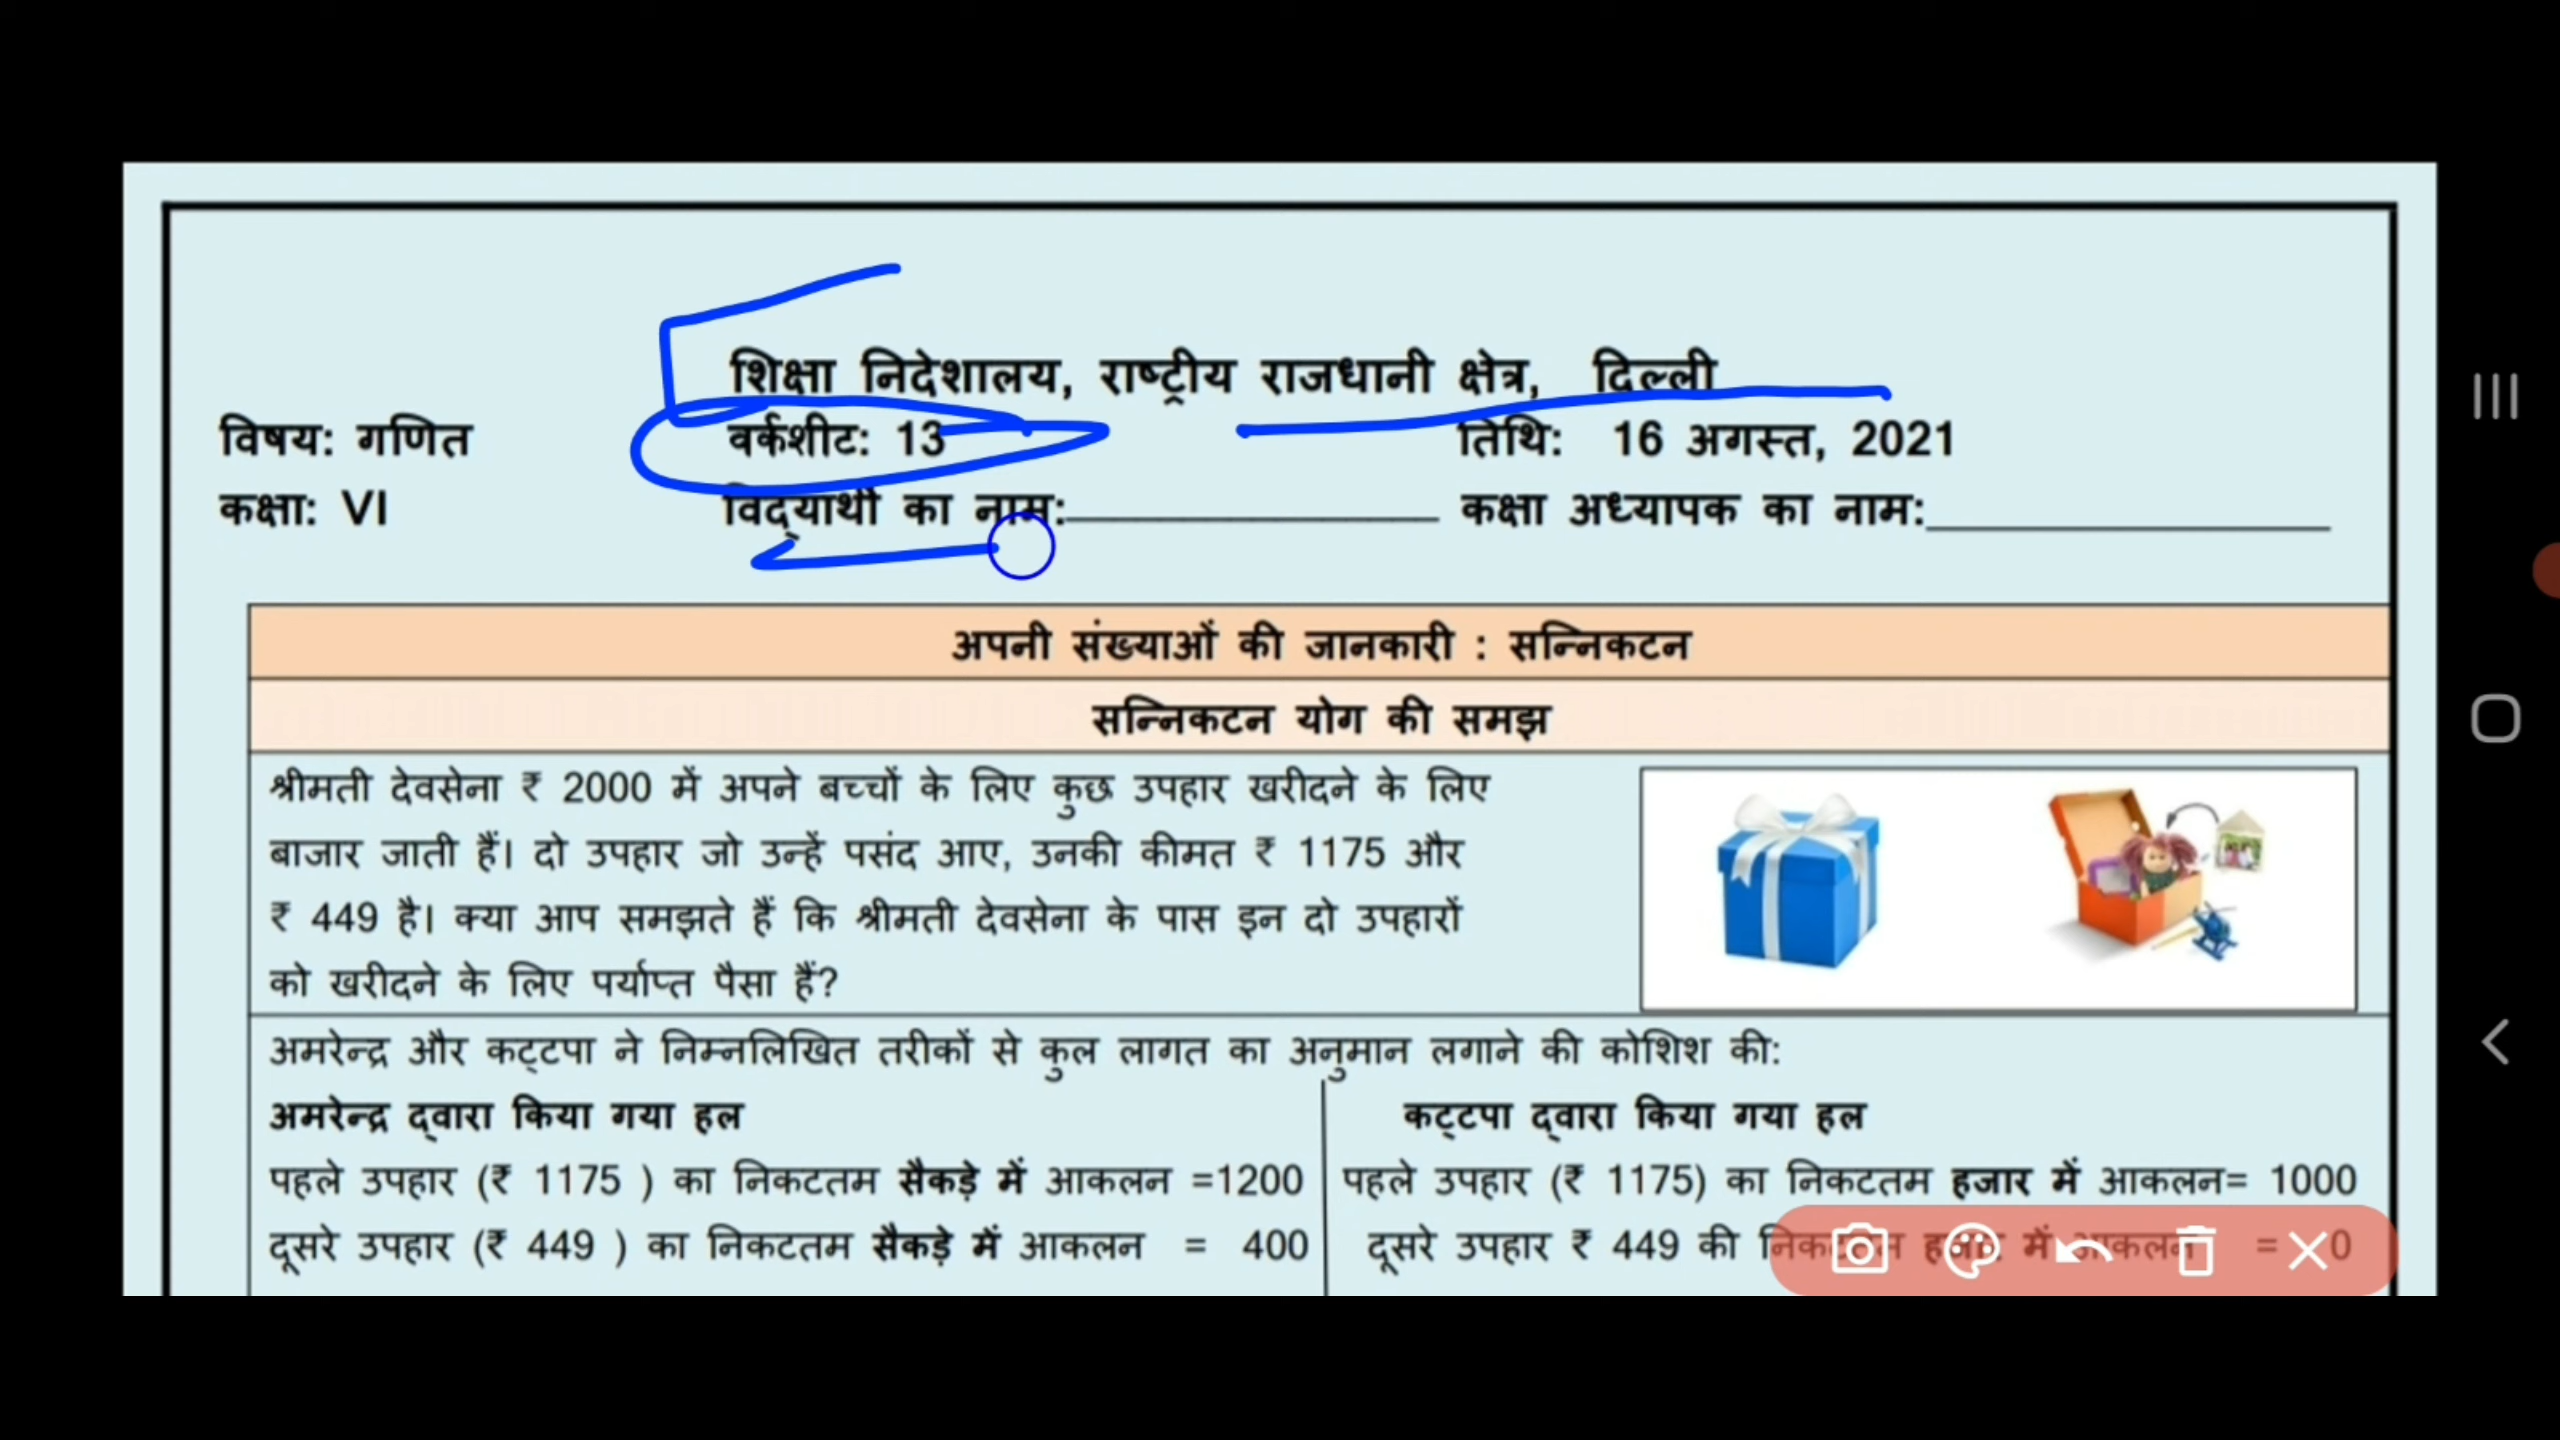 शिक्षा निदेशालय, राष्ट्रीय राजधानी क्षेत्र, दिल्ली
विषय: गणित वर्कशीट: 13 तिथि: 16 अगस्त, 2021
कक्षा: VI विद्यार्थी का नाम: कक्षा अध्यापक का नाम:
अपनी संख्याओं की जानकारी : सन्निकटन
सन्निकटन योग की समझ
श्रीमती देवसेना ₹ 2000 में अपने बच्चों के लिए कुछ उपहार खरीदने के लिए
बाजार जाती हैं। दो उपहार जो उन्हें पसंद आए, उनकी कीमत ₹ 1175 और
₹ 449 है। क्या आप समझते हैं कि श्रीमती देवसेना के पास इन दो उपहारों
को खरीदने के लिए पर्याप्त पैसा हैं?
अमरेन्द्र और कट्टपा ने निम्नलिखित तरीकों से कुल लागत का अनुमान लगाने की कोशिश की:
अमरेन्द्र द्वारा किया गया हल
पहले उपहार (₹ 1175 ) का निकटतम सैकड़े में आकलन =1200
दूसरे उपहार (₹ 449 ) का निकटतम सैकड़े में आकलन = 400
कट्टपा द्वारा किया गया हल
पहले उपहार (₹ 1175) का निकटतम हजार में आकलन= 1000
दूसरे उपहार ₹ 449 की निकटतम हजार में आकलन = 0